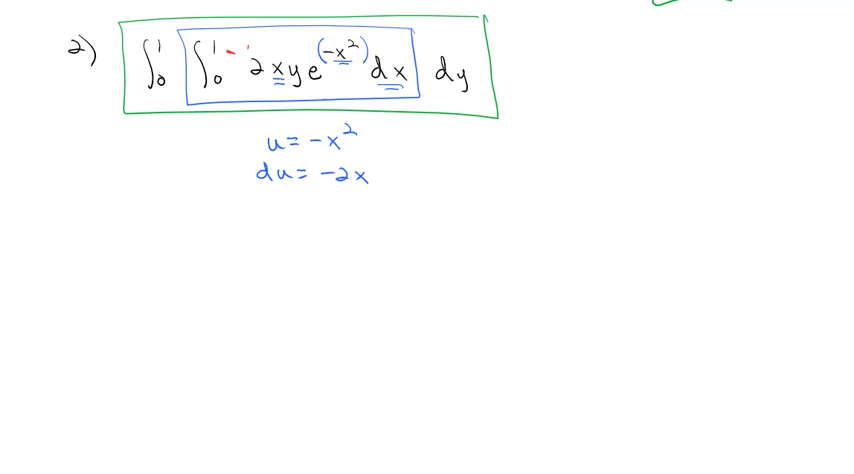 2) ∫₀¹ ∫₀¹ 2xye^(-x²) dx dy
u = -x²
du = -2x